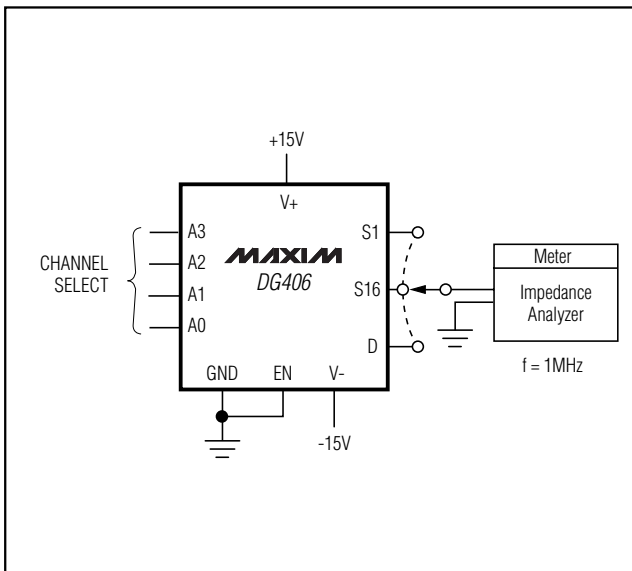 +15V
V+
A3
A2
A1
A0
CHANNEL
SELECT
MAXIM
DG406
S1
S16
D
GND
EN
V-
-15V
Meter
Impedance
Analyzer
f = 1MHz